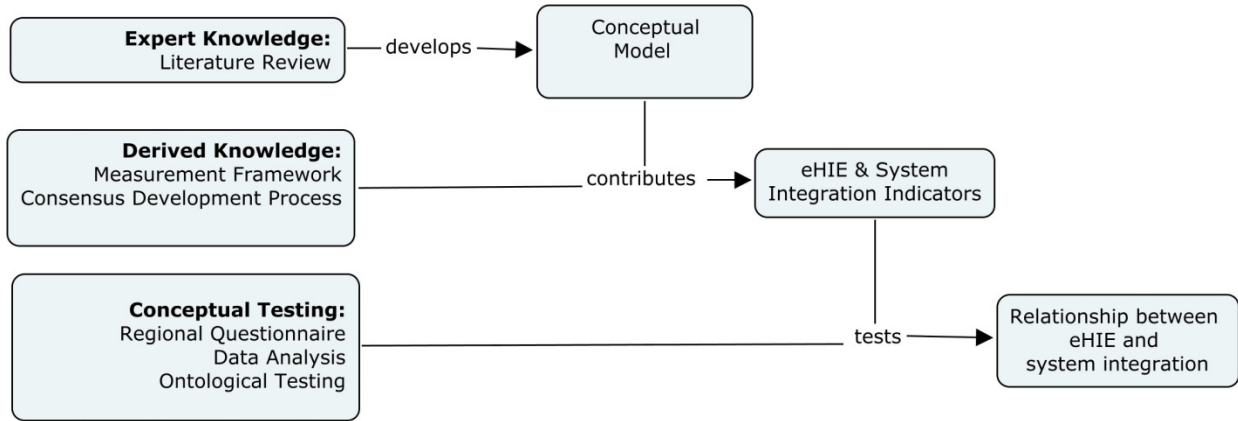 Expert Knowledge:
Literature Review
develops
Conceptual
Model
Derived Knowledge:
Measurement Framework
Consensus Development Process
contributes
eHIE & System
Integration Indicators
Conceptual Testing:
Regional Questionnaire
Data Analysis
Ontological Testing
tests
Relationship between
eHIE and
system integration